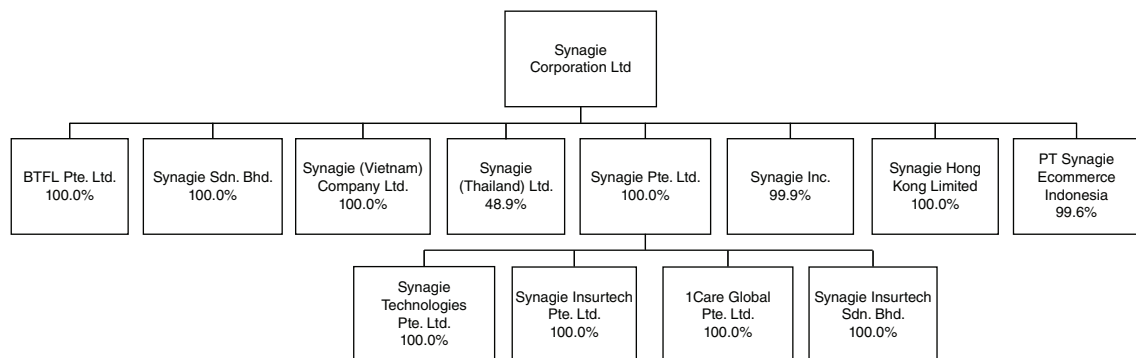 Synagie
Corporation Ltd
BTFL Pte. Ltd.
100.0%
Synagie Sdn. Bhd.
100.0%
Synagie (Vietnam)
Company Ltd.
100.0%
Synagie
(Thailand) Ltd.
48.9%
Synagie Pte. Ltd.
100.0%
Synagie Inc.
99.9%
Synagie Hong
Kong Limited
100.0%
PT Synagie
Ecommerce
Indonesia
99.6%
Synagie
Technologies
Pte. Ltd.
100.0%
Synagie Insurtech
Pte. Ltd.
100.0%
1Care Global
Pte. Ltd.
100.0%
Synagie Insurtech
Sdn. Bhd.
100.0%